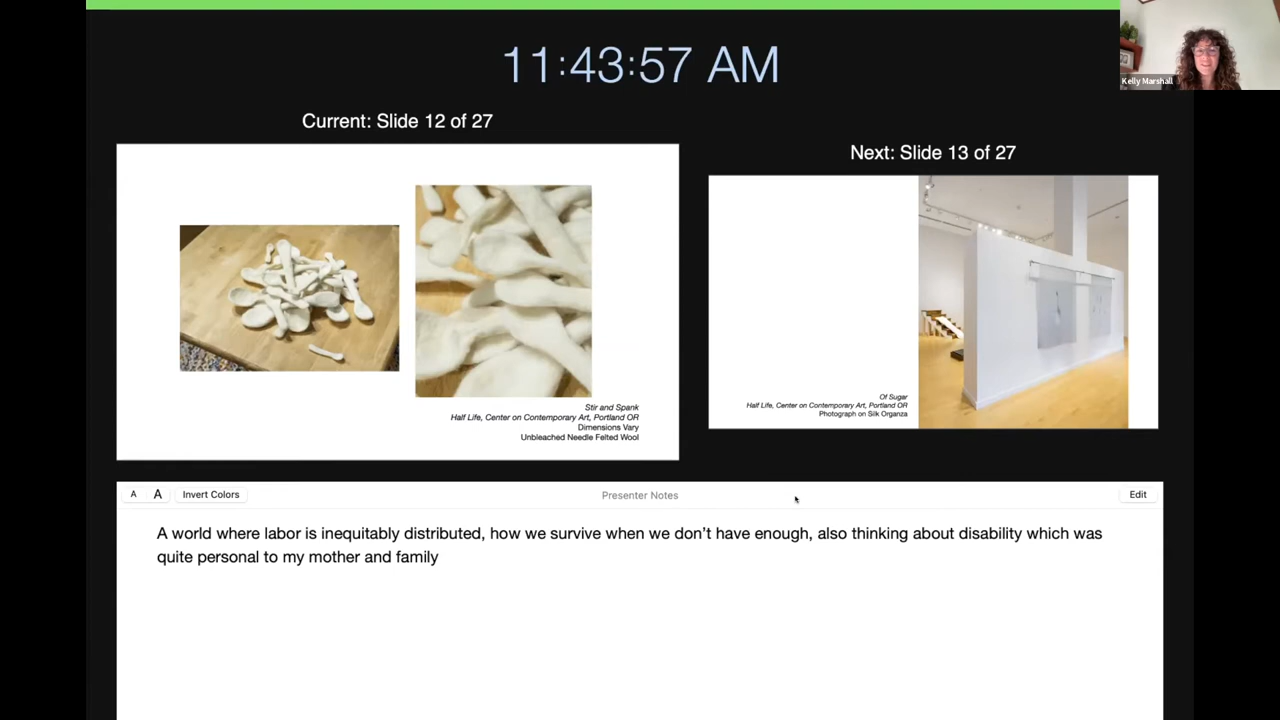 11:43:57 AM
Kelly Marshall
Current: Slide 12 of 27
Next: Slide 13 of 27
Stir and Spank
Half Life, Center on Contemporary Art, Portland OR
Dimensions Vary
Unbleached Needle Felted Wool
Of Sugar
Half Life, Center on Contemporary Art, Portland OR
Photograph on Silk Organza
A A Invert Colors Presenter Notes Edit
A world where labor is inequitably distributed, how we survive when we don’t have enough, also thinking about disability which was
quite personal to my mother and family